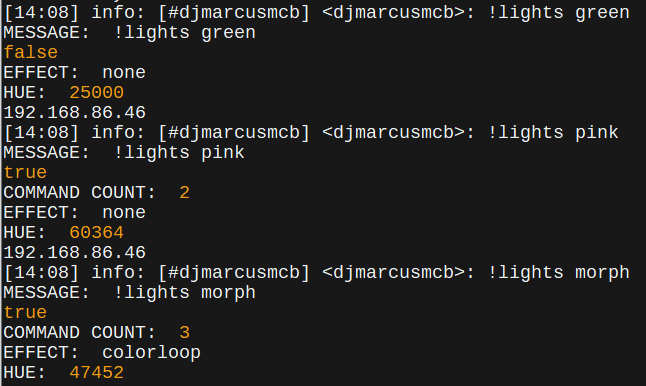 [14:08] info: [#djmarcusmcb] <djmarcusmcb>: !lights green
MESSAGE:  !lights green
false
EFFECT:  none
HUE:  25000
192.168.86.46
[14:08] info: [#djmarcusmcb] <djmarcusmcb>: !lights pink
MESSAGE:  !lights pink
true
COMMAND COUNT:  2
EFFECT:  none
HUE:  60364
192.168.86.46
[14:08] info: [#djmarcusmcb] <djmarcusmcb>: !lights morph
MESSAGE:  !lights morph
true
COMMAND COUNT:  3
EFFECT:  colorloop
HUE:  47452